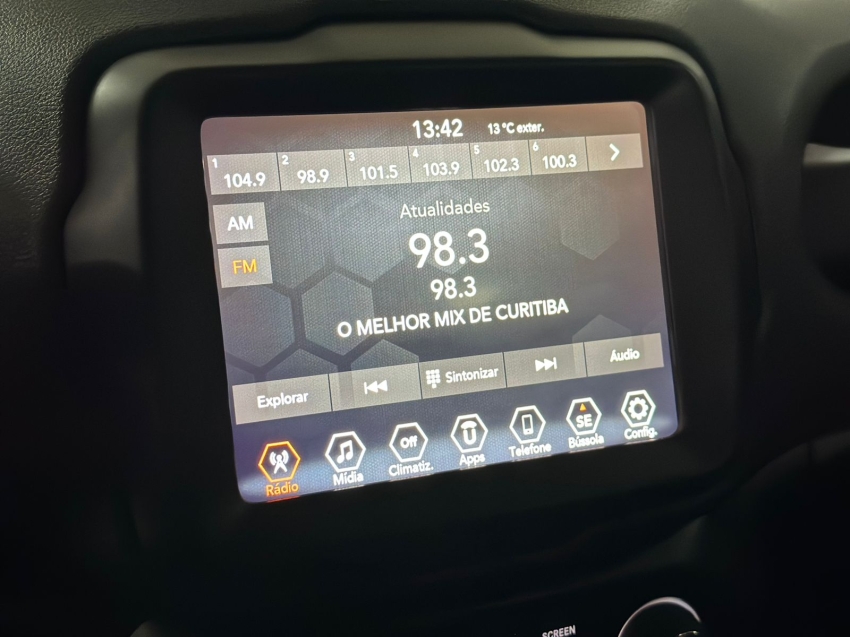 13:42 13 °C exter.
1 104.9 2 98.9 3 101.5 4 103.9 5 102.3 6 100.3
AM
FM
Atualidades
98.3
98.3
O MELHOR MIX DE CURITIBA
Explorar Sintonizar Áudio
Off SE
Rádio Mídia Climatiz. Apps Telefone Bússola Config.
SCREEN